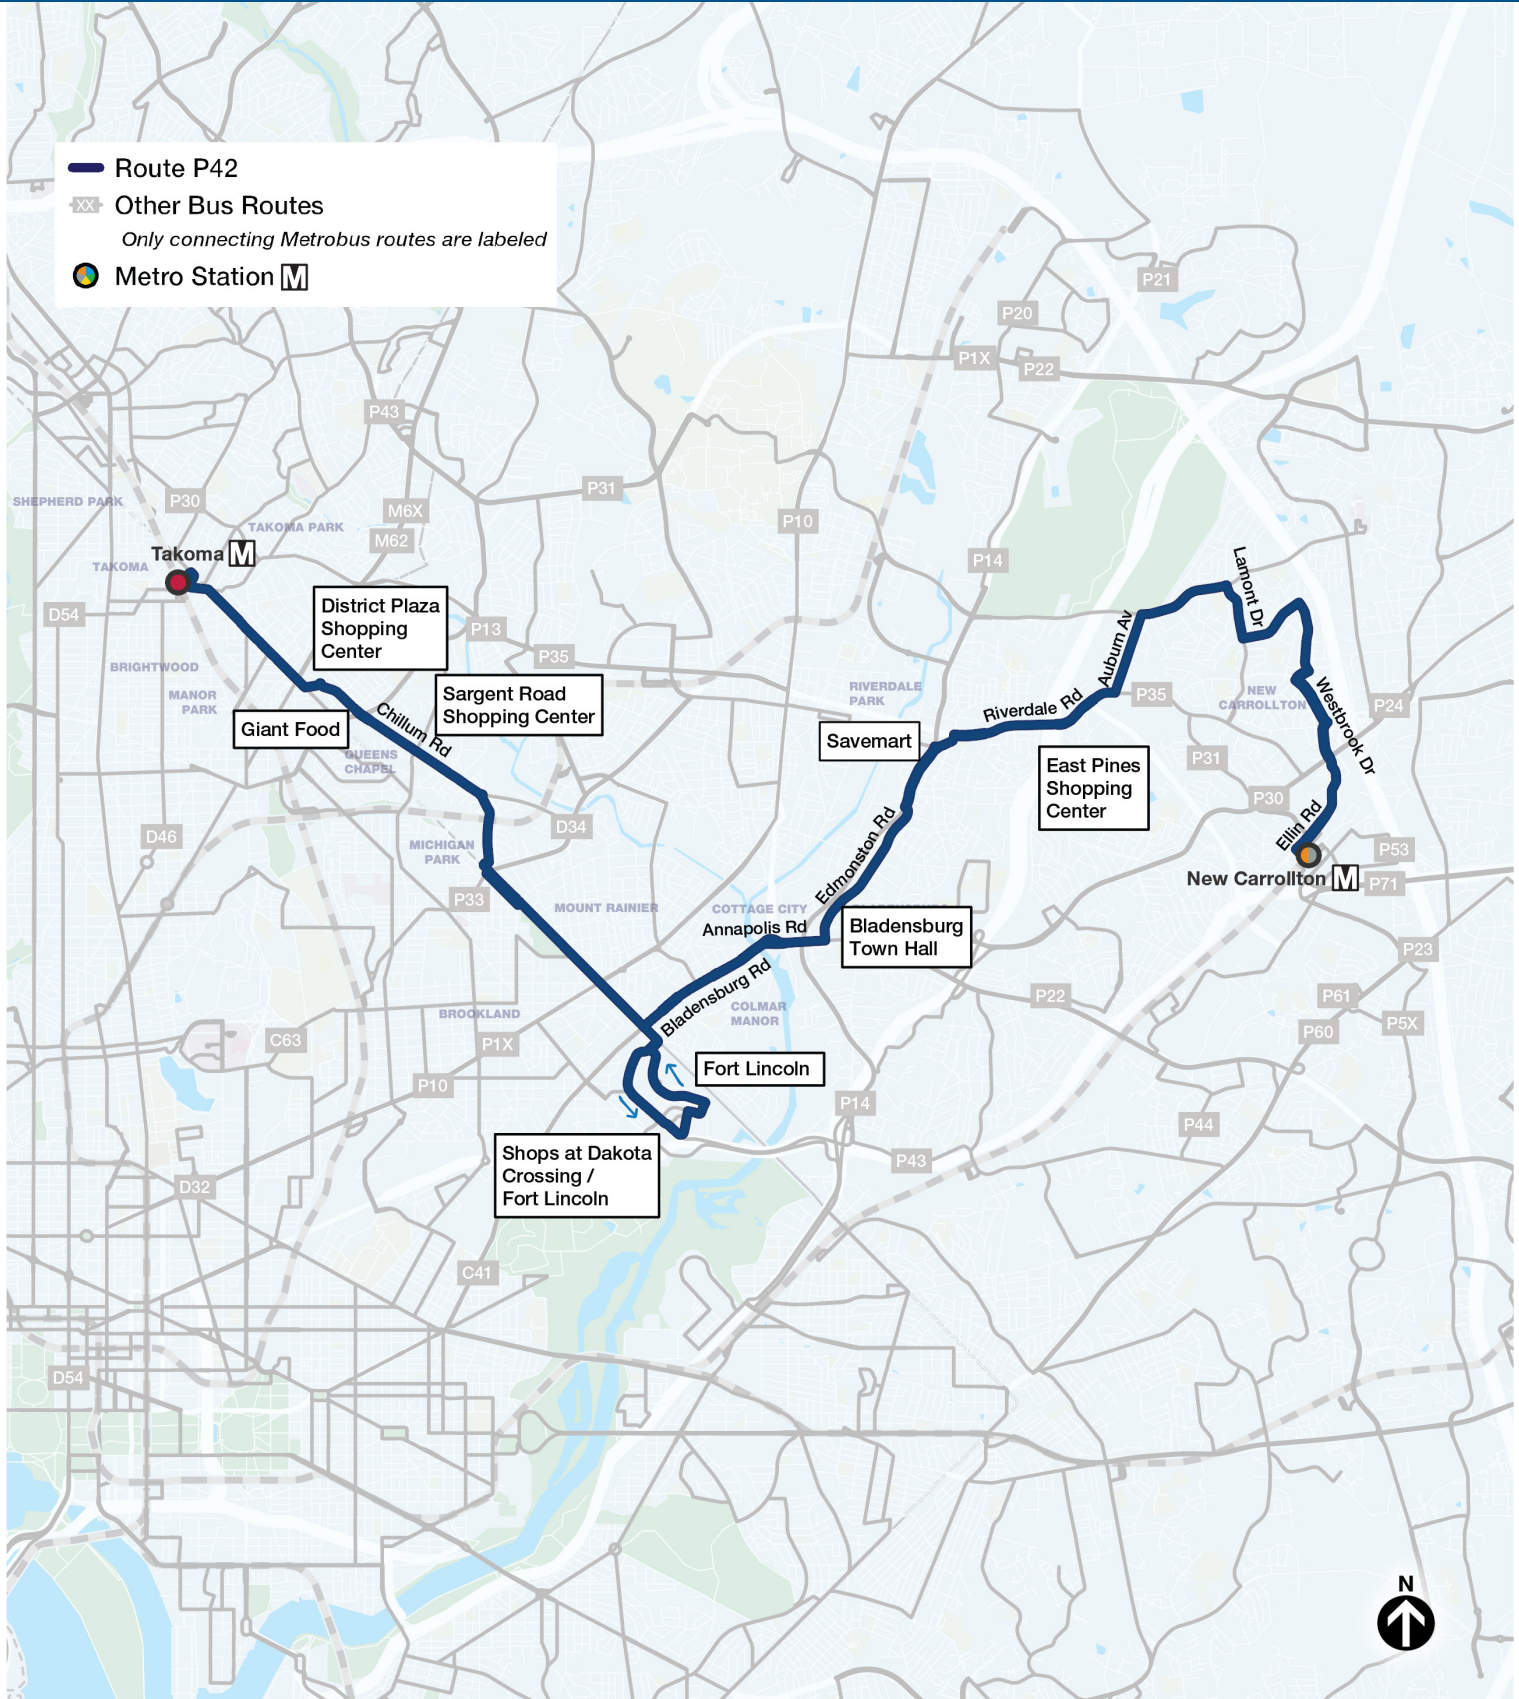 Route P42
XX Other Bus Routes
Only connecting Metrobus routes are labeled
Metro Station M
P21
P20
P1X
P22
P43
P31
SHEPHERD PARK
P30
M6X
P10
TAKOMA PARK
M62
Takoma M
TAKOMA
P14
Lamont Dr
D54
District Plaza
Shopping
Center
P13
P35
Auburn Av
BRIGHTWOOD
MANOR
PARK
Sargent Road
Shopping Center
RIVERDALE
PARK
P35
NEW
CARROLLTON
P24
Riverdale Rd
Giant Food
Chillum Rd
Savemart
Westbrook Dr
QUEENS
CHAPEL
P31
East Pines
Shopping
Center
P30
D46
D34
Edmonston Rd
Ellin Rd
MICHIGAN
PARK
P53
New Carrollton M
P71
P33
MOUNT RAINIER
COTTAGE CITY
Annapolis Rd
Bladensburg
Town Hall
P23
Bladensburg Rd
P22
P61
COLMAR
MANOR
BROOKLAND
P5X
P60
C63
P1X
Fort Lincoln
P10
P14
P44
Shops at Dakota
Crossing /
Fort Lincoln
P43
D32
C41
D54
N